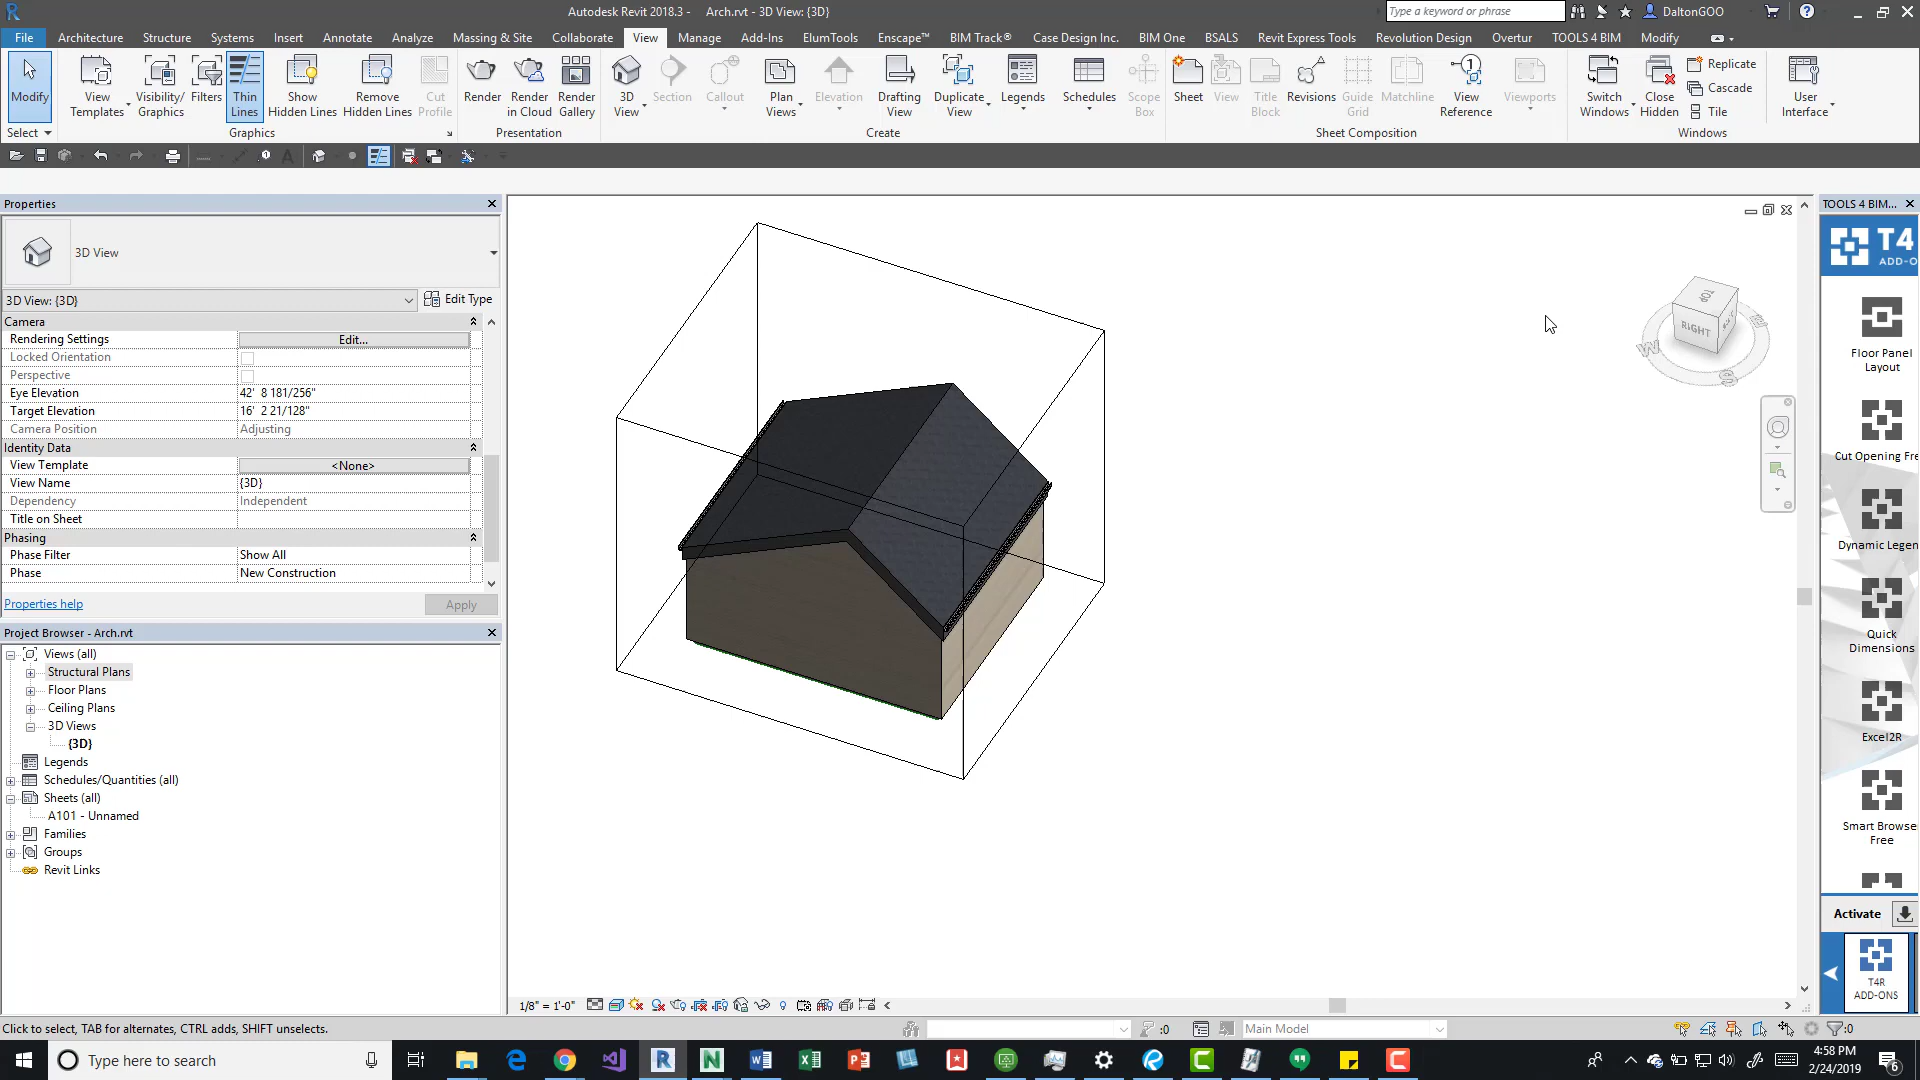 Autodesk Revit 2018.3 - Arch.rvt - 3D View: {3D}
Type a keyword or phrase
DaltonGOO
File Architecture Structure Systems Insert Annotate Analyze Massing & Site Collaborate View Manage Add-Ins ElumTools Enscape™ BIM Track® Case Design Inc. BIM One BSALS Revit Express Tools Revolution Design Overtur TOOLS 4 BIM Modify
Modify
View Templates
Visibility/ Graphics
Filters
Thin Lines
Show Hidden Lines
Remove Hidden Lines
Cut Profile
Render
Render in Cloud
Render Gallery
3D View
Section
Callout
Plan Views
Elevation
Drafting View
Duplicate View
Legends
Schedules
Scope Box
Sheet
View
Title Block
Revisions
Guide Grid
Matchline
View Reference
Viewports
Switch Windows
Close Hidden
Replicate
Cascade
Tile
User Interface
Select Graphics Presentation Create Sheet Composition Windows
Properties
3D View
3D View: {3D} Edit Type
Camera
Rendering Settings Edit...
Locked Orientation
Perspective
Eye Elevation 42' 8 181/256"
Target Elevation 16' 2 21/128"
Camera Position Adjusting
Identity Data
View Template <None>
View Name {3D}
Dependency Independent
Title on Sheet
Phasing
Phase Filter Show All
Phase New Construction
Properties help Apply
Project Browser - Arch.rvt
Views (all)
Structural Plans
Floor Plans
Ceiling Plans
3D Views
{3D}
Legends
Schedules/Quantities (all)
Sheets (all)
A101 - Unnamed
Families
Groups
Revit Links
TOP
RIGHT
W
S
TOOLS 4 BIM...
T4
ADD-O
Floor Panel
Layout
Cut Opening Fre
Dynamic Legen
Quick
Dimensions
Excel2R
Smart Browse
Free
Activate
T4R
ADD-ONS
1/8" = 1'-0"
Click to select, TAB for alternates, CTRL adds, SHIFT unselects.
:0
Main Model
:0
Type here to search
4:58 PM
2/24/2019
6